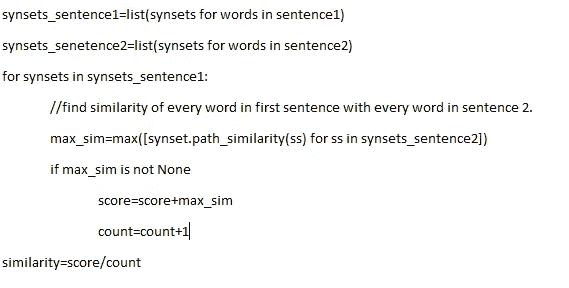 synsets_sentence1=list(synsets for words in sentence1)
synsets_senetence2=list(synsets for words in sentence2)
for synsets in synsets_sentence1:
//find similarity of every word in first sentence with every word in sentence 2.
max_sim=max([synset.path_similarity(ss) for ss in synsets_sentence2])
if max_sim is not None
score=score+max_sim
count=count+1
similarity=score/count